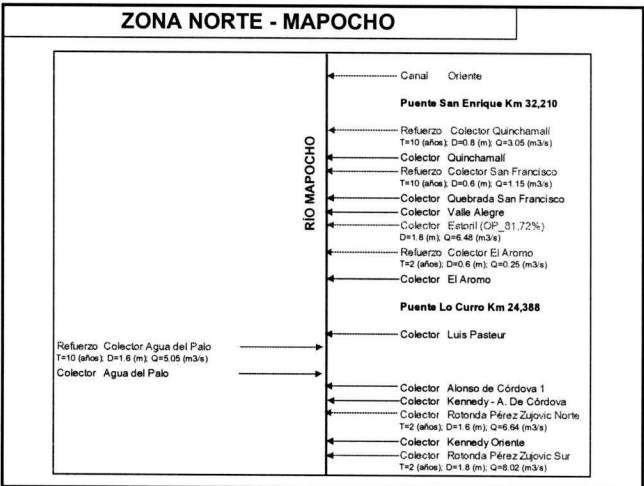 ZONA NORTE - MAPOCHO
Canal Oriente
Puente San Enrique Km 32,210
Refuerzo Colector Quinchamalí
T=10 (años); D=0.8 (m); Q=3.05 (m3/s)
Colector Quinchamalí
Refuerzo Colector San Francisco
T=10 (años); D=0.6 (m); Q=1.15 (m3/s)
RÍO MAPOCHO
Colector Quebrada San Francisco
Colector Valle Alegre
Colector Estoril (OP_81,72%)
D=1.8 (m); Q=6.48 (m3/s)
Refuerzo Colector El Aromo
T=2 (años); D=0.6 (m); Q=0.25 (m3/s)
Colector El Aromo
Puente Lo Curro Km 24,388
Colector Luis Pasteur
Refuerzo Colector Agua del Palo
T=10 (años); D=1.6 (m); Q=5.05 (m3/s)
Colector Agua del Palo
Colector Alonso de Córdova 1
Colector Kennedy - A. De Córdova
Colector Rotonda Pérez Zujovic Norte
T=2 (años); D=1.6 (m); Q=6.64 (m3/s)
Colector Kennedy Oriente
Colector Rotonda Pérez Zujovic Sur
T=2 (años); D=1.8 (m); Q=8.02 (m3/s)